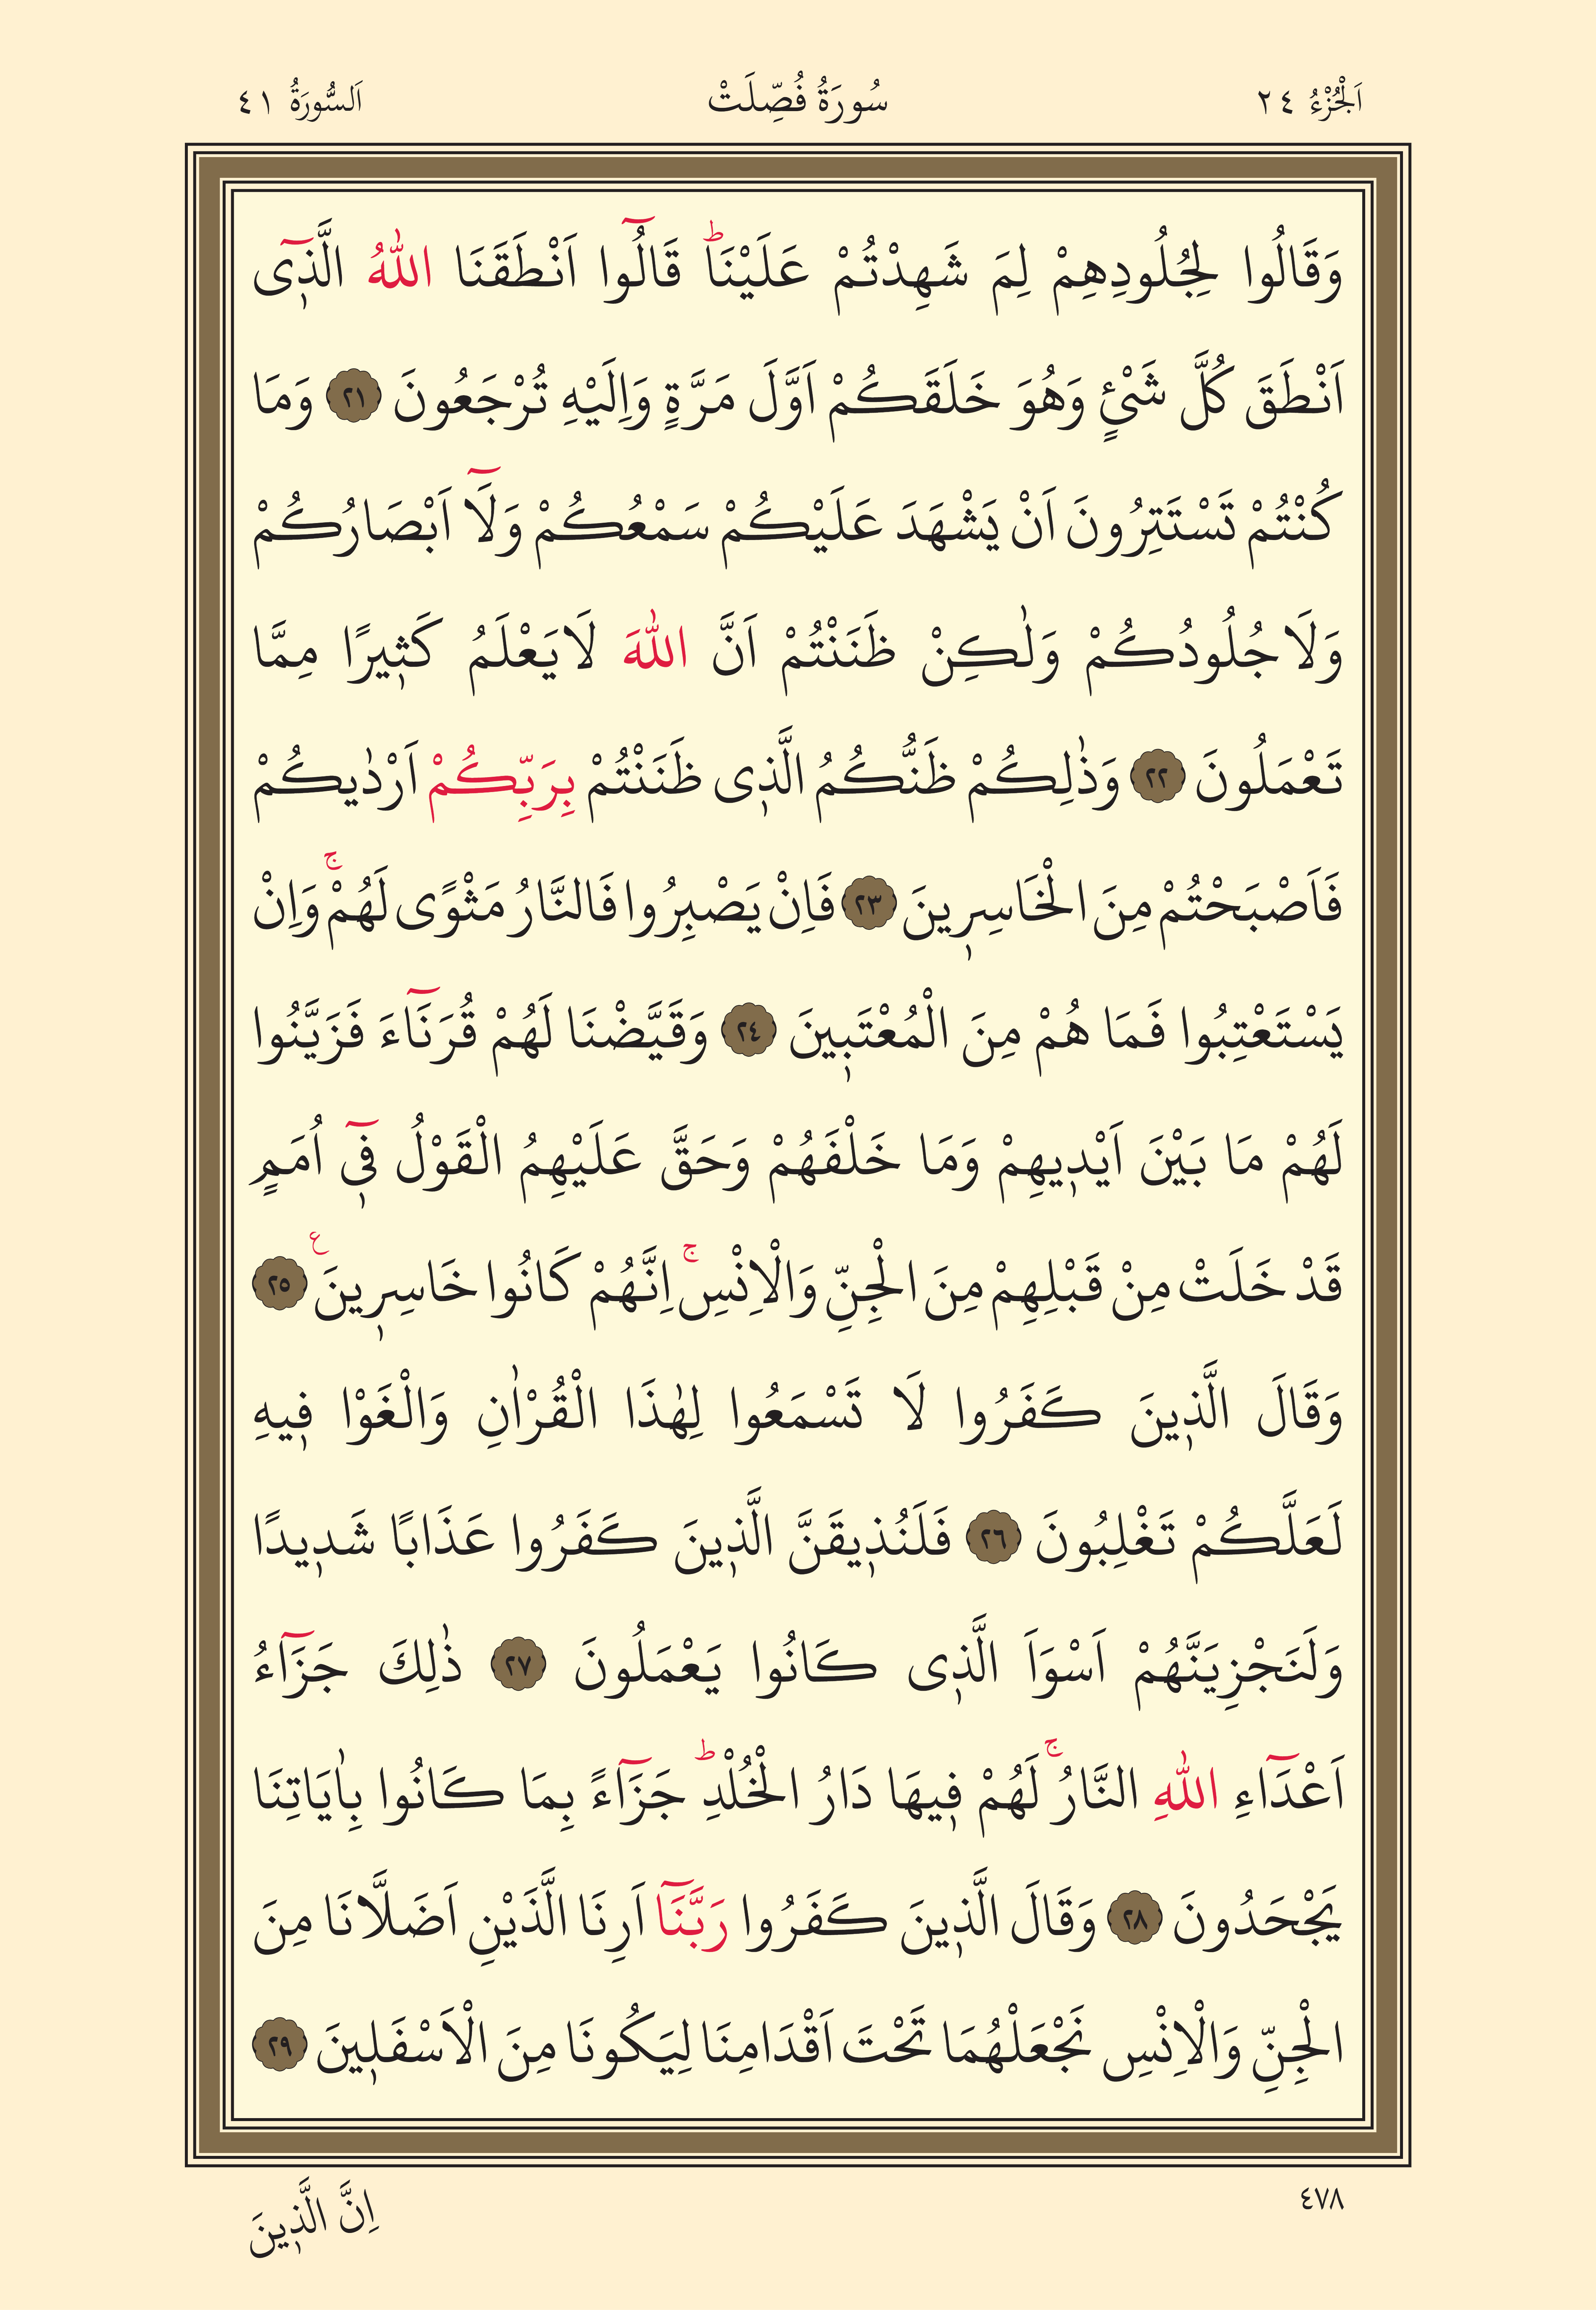 اَلْجُزْءُ ٢٤ سُورَةُ فُصِّلَتْ اَلسُّورَةُ ٤١
وَقَالُوا لِجُلُودِهِمْ لِمَ شَهِدْتُمْ عَلَيْنَاۜ قَالُٓوا اَنْطَقَنَا اللّٰهُ الَّذ۪ٓى
اَنْطَقَ كُلَّ شَيْئٍ وَهُوَ خَلَقَكُمْ اَوَّلَ مَرَّةٍ وَاِلَيْهِ تُرْجَعُونَ ٢١ وَمَا
كُنْتُمْ تَسْتَتِرُونَ اَنْ يَشْهَدَ عَلَيْكُمْ سَمْعُكُمْ وَلَٓا اَبْصَارُكُمْ
وَلَا جُلُودُكُمْ وَلٰكِنْ ظَنَنْتُمْ اَنَّ اللّٰهَ لَا يَعْلَمُ كَث۪يرًا مِمَّا
تَعْمَلُونَ ٢٢ وَذٰلِكُمْ ظَنُّكُمُ الَّذ۪ى ظَنَنْتُمْ بِرَبِّكُمْ اَرْدٰيكُمْ
فَاَصْبَحْتُمْ مِنَ الْخَاسِر۪ينَ ٢٣ فَاِنْ يَصْبِرُوا فَالنَّارُ مَثْوًى لَهُمْۚ وَاِنْ
يَسْتَعْتِبُوا فَمَا هُمْ مِنَ الْمُعْتَب۪ينَ ٢٤ وَقَيَّضْنَا لَهُمْ قُرَنَٓاءَ فَزَيَّنُوا
لَهُمْ مَا بَيْنَ اَيْد۪يهِمْ وَمَا خَلْفَهُمْ وَحَقَّ عَلَيْهِمُ الْقَوْلُ ف۪ٓى اُمَمٍ
قَدْ خَلَتْ مِنْ قَبْلِهِمْ مِنَ الْجِنِّ وَالْاِنْسِۚ اِنَّهُمْ كَانُوا خَاسِر۪ينَ ع ٢٥
وَقَالَ الَّذ۪ينَ كَفَرُوا لَا تَسْمَعُوا لِهٰذَا الْقُرْاٰنِ وَالْغَوْا ف۪يهِ
لَعَلَّكُمْ تَغْلِبُونَ ٢٦ فَلَنُذ۪يقَنَّ الَّذ۪ينَ كَفَرُوا عَذَابًا شَد۪يدًا
وَلَنَجْزِيَنَّهُمْ اَسْوَاَ الَّذ۪ى كَانُوا يَعْمَلُونَ ٢٧ ذٰلِكَ جَزَٓاءُ
اَعْدَٓاءِ اللّٰهِ النَّارُۚ لَهُمْ ف۪يهَا دَارُ الْخُلْدِۜ جَزَٓاءً بِمَا كَانُوا بِاٰيَاتِنَا
يَجْحَدُونَ ٢٨ وَقَالَ الَّذ۪ينَ كَفَرُوا رَبَّنَٓا اَرِنَا الَّذَيْنِ اَضَلَّانَا مِنَ
الْجِنِّ وَالْاِنْسِ نَجْعَلْهُمَا تَحْتَ اَقْدَامِنَا لِيَكُونَا مِنَ الْاَسْفَل۪ينَ ٢٩
٤٧٨ اِنَّ الَّذ۪ينَ